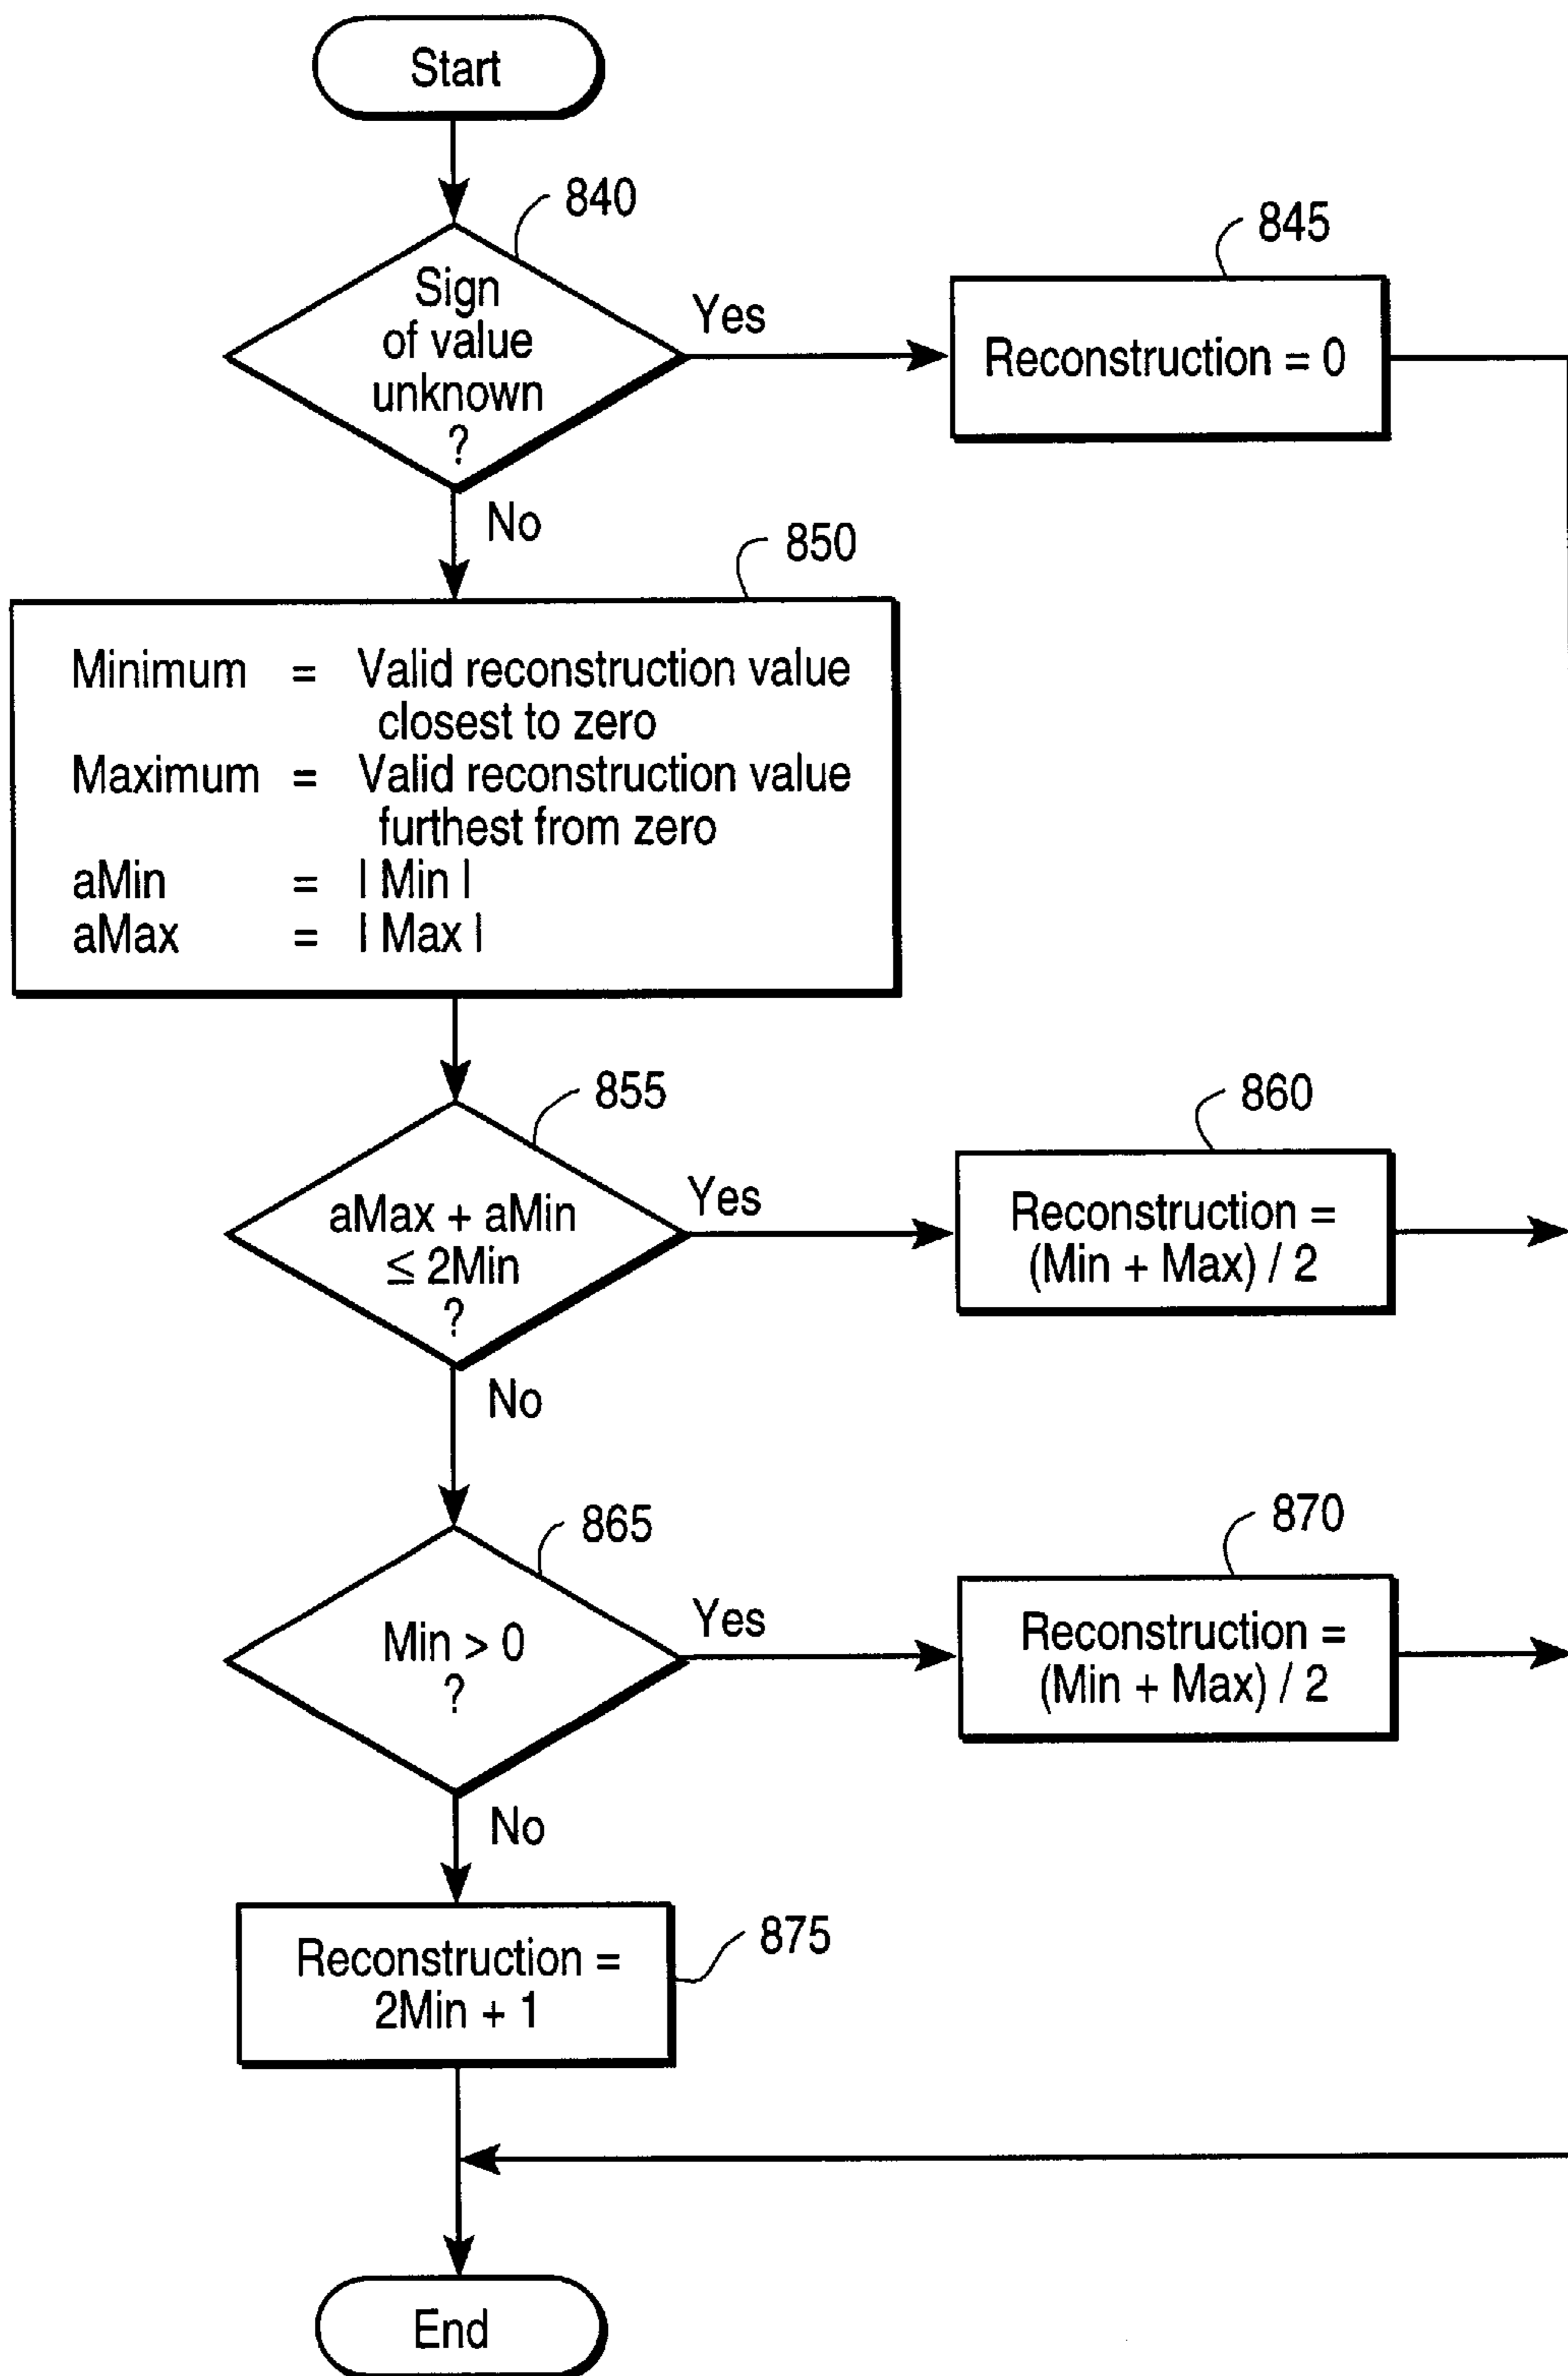 Start
840
Sign
of value
unknown
?
Yes
845
Reconstruction = 0
No
850
Minimum = Valid reconstruction value
closest to zero
Maximum = Valid reconstruction value
furthest from zero
aMin = | Min |
aMax = | Max |
855
aMax + aMin
≤ 2Min
?
Yes
860
Reconstruction =
(Min + Max) / 2
No
865
Min > 0
?
Yes
870
Reconstruction =
(Min + Max) / 2
No
875
Reconstruction =
2Min + 1
End